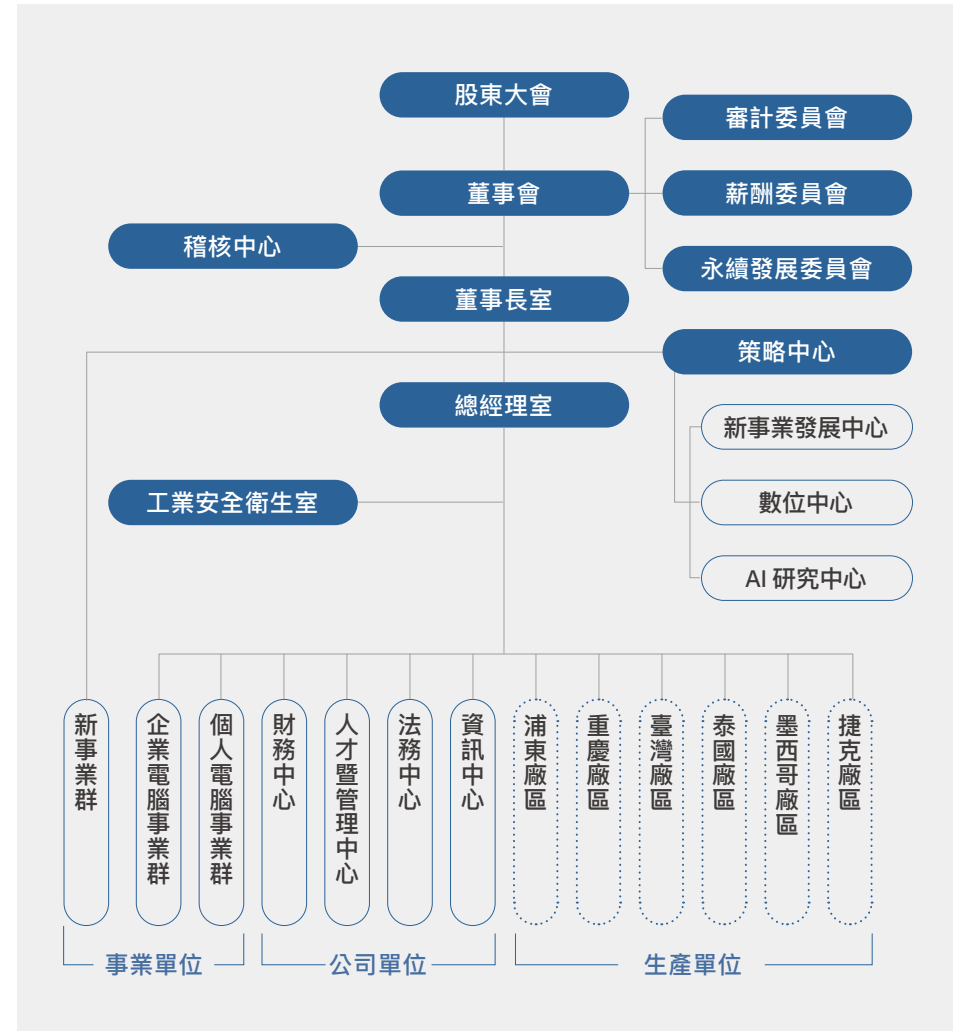 股東大會
審計委員會
董事會
薪酬委員會
稽核中心
永續發展委員會
董事長室
策略中心
總經理室
新事業發展中心
工業安全衛生室
數位中心
AI 研究中心
新事業群
企業電腦事業群
個人電腦事業群
財務中心
人才暨管理中心
法務中心
資訊中心
浦東廠區
重慶廠區
臺灣廠區
泰國廠區
墨西哥廠區
捷克廠區
事業單位
公司單位
生產單位